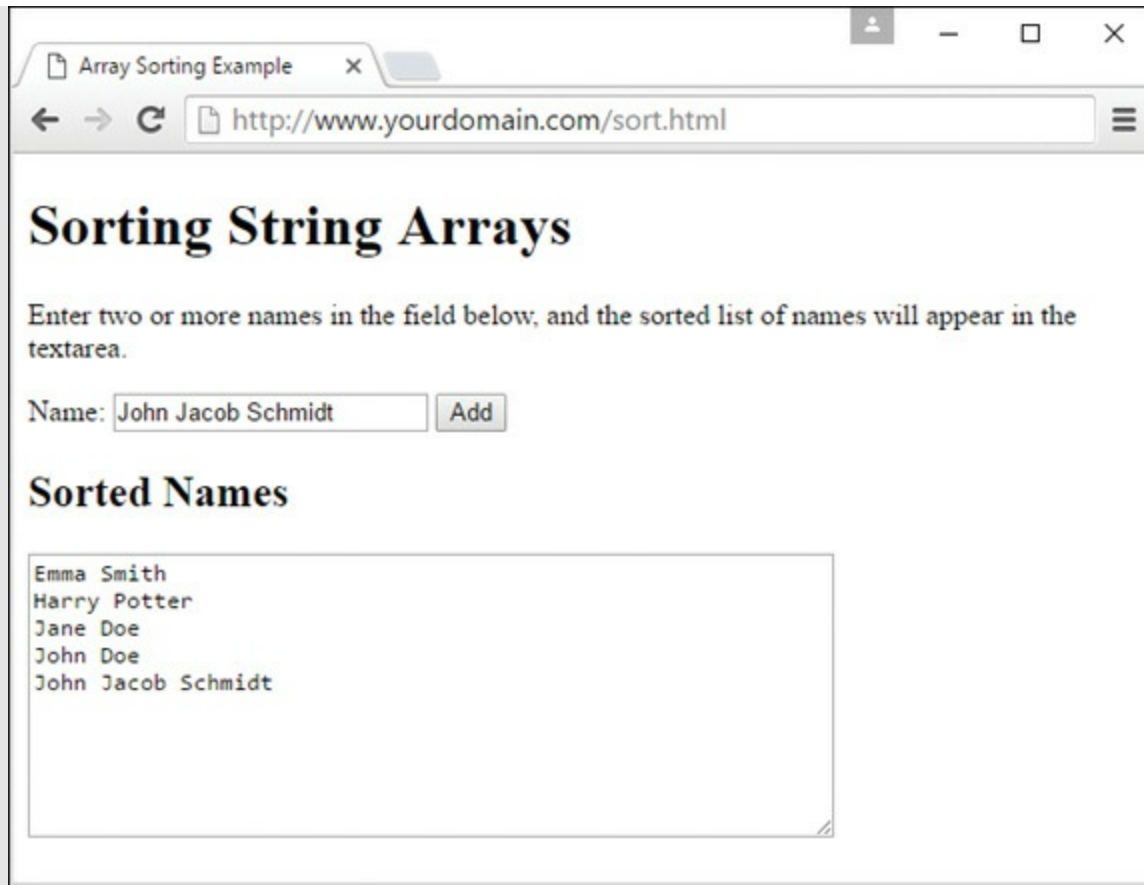 Array Sorting Example
http://www.yourdomain.com/sort.html
Sorting String Arrays
Enter two or more names in the field below, and the sorted list of names will appear in the
textarea.
Name: John Jacob Schmidt Add
Sorted Names
Emma Smith
Harry Potter
Jane Doe
John Doe
John Jacob Schmidt